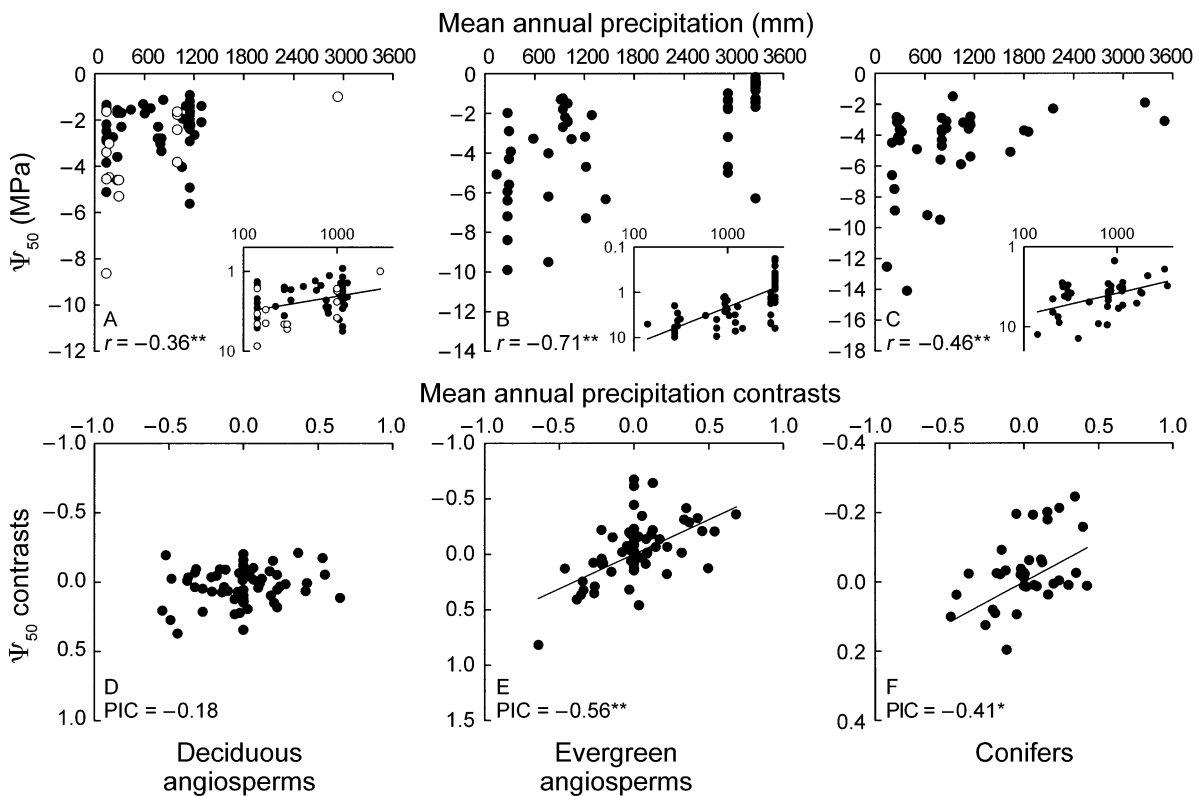 Mean annual precipitation (mm)
0 600 1200 1800 2400 3000 3600
0 600 1200 1800 2400 3000 3600
0 600 1200 1800 2400 3000 3600
Ψ50 (MPa)
0
−2
−4
−6
−8
−10
−12
100 1000
1
10
A
r = −0.36**
0
−2
−4
−6
−8
−10
−12
−14
100 1000
0.1
1
10
B
r = −0.71**
0
−2
−4
−6
−8
−10
−12
−14
−16
−18
100 1000
1
10
C
r = −0.46**
Mean annual precipitation contrasts
−1.0 −0.5 0.0 0.5 1.0
−1.0 −0.5 0.0 0.5 1.0
−1.0 −0.5 0.0 0.5 1.0
Ψ50 contrasts
−1.0
−0.5
0.0
0.5
1.0
D
PIC = −0.18
−0.5
0.0
0.5
1.0
1.5
E
PIC = −0.56**
−0.4
−0.2
0.0
0.2
0.4
F
PIC = −0.41*
Deciduous
angiosperms
Evergreen
angiosperms
Conifers